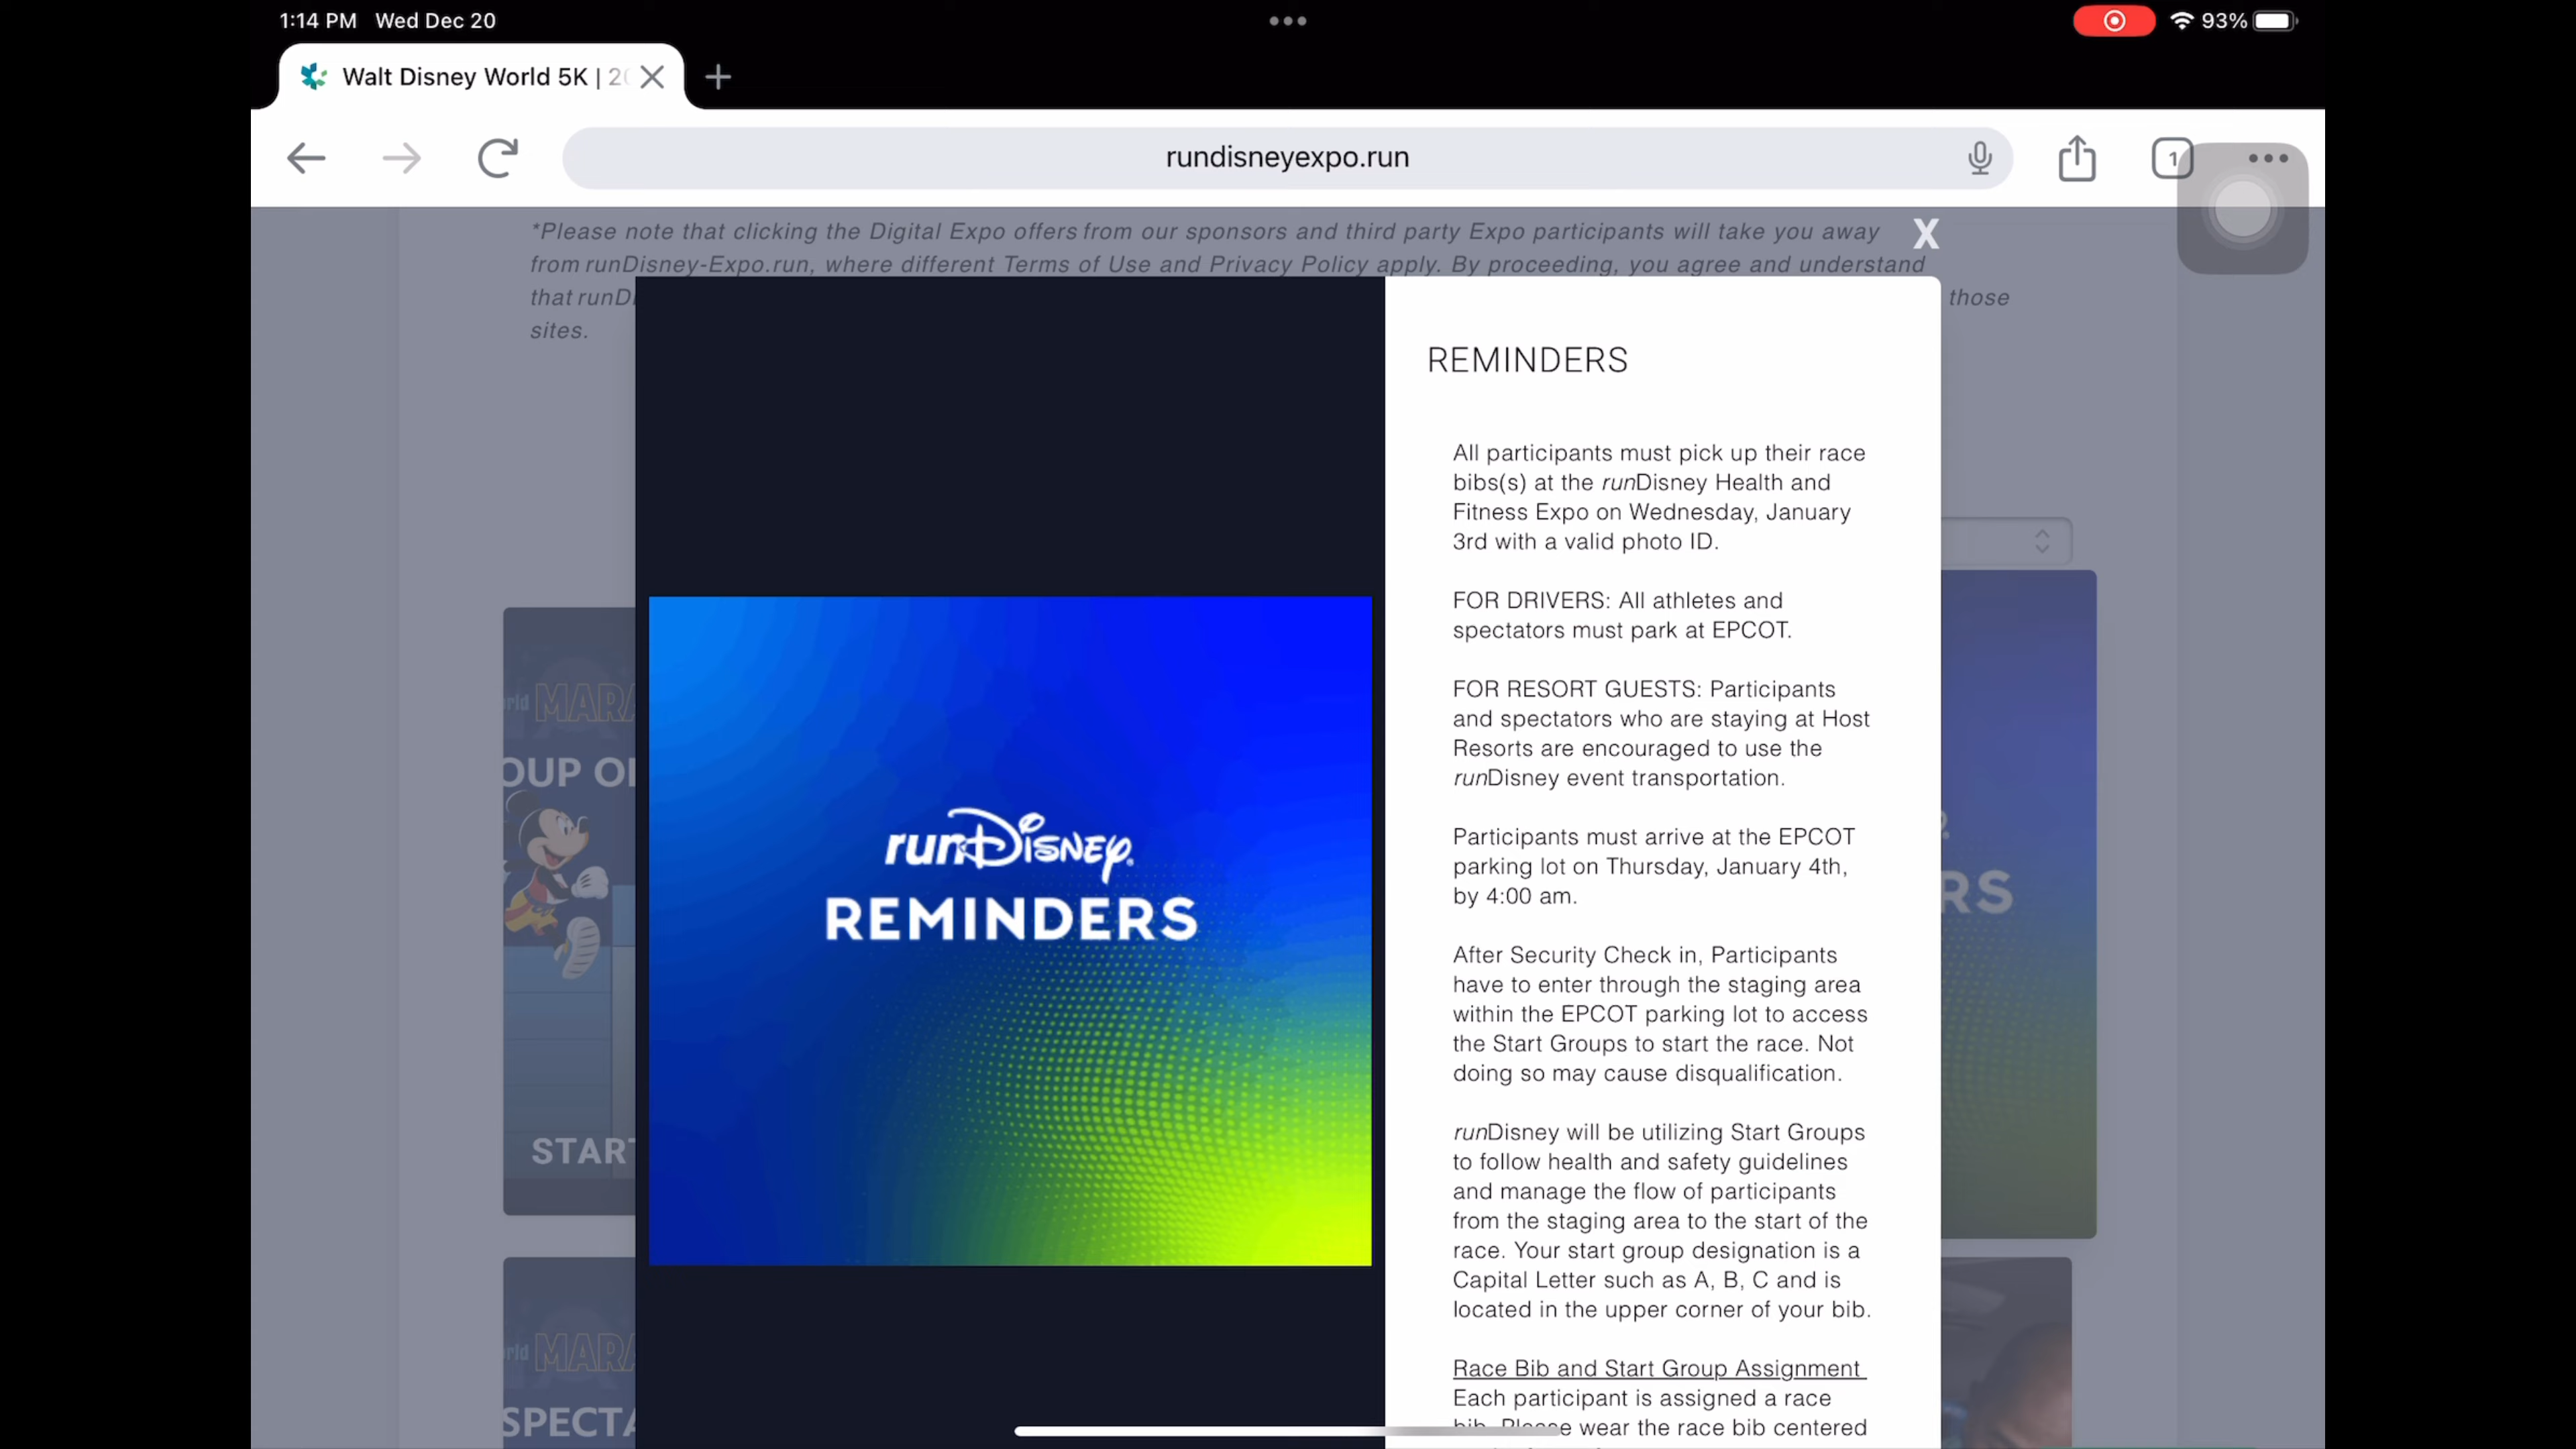 1:14 PM Wed Dec 20
93%
Walt Disney World 5K | 20
rundisneyexpo.run
1
*Please note that clicking the Digital Expo offers from our sponsors and third party Expo participants will take you away
from runDisney-Expo.run, where different Terms of Use and Privacy Policy apply. By proceeding, you agree and understand
that runDi those
sites.
X
REMINDERS
All participants must pick up their race
bibs(s) at the runDisney Health and
Fitness Expo on Wednesday, January
3rd with a valid photo ID.
FOR DRIVERS: All athletes and
spectators must park at EPCOT.
FOR RESORT GUESTS: Participants
and spectators who are staying at Host
Resorts are encouraged to use the
runDisney event transportation.
Participants must arrive at the EPCOT
parking lot on Thursday, January 4th,
by 4:00 am.
After Security Check in, Participants
have to enter through the staging area
within the EPCOT parking lot to access
the Start Groups to start the race. Not
doing so may cause disqualification.
runDisney will be utilizing Start Groups
to follow health and safety guidelines
and manage the flow of participants
from the staging area to the start of the
race. Your start group designation is a
Capital Letter such as A, B, C and is
located in the upper corner of your bib.
Race Bib and Start Group Assignment
Each participant is assigned a race
bib. Please wear the race bib centered
runDisney
REMINDERS
rld MARA
OUP OI
START
rld MARA
SPECTA
RS